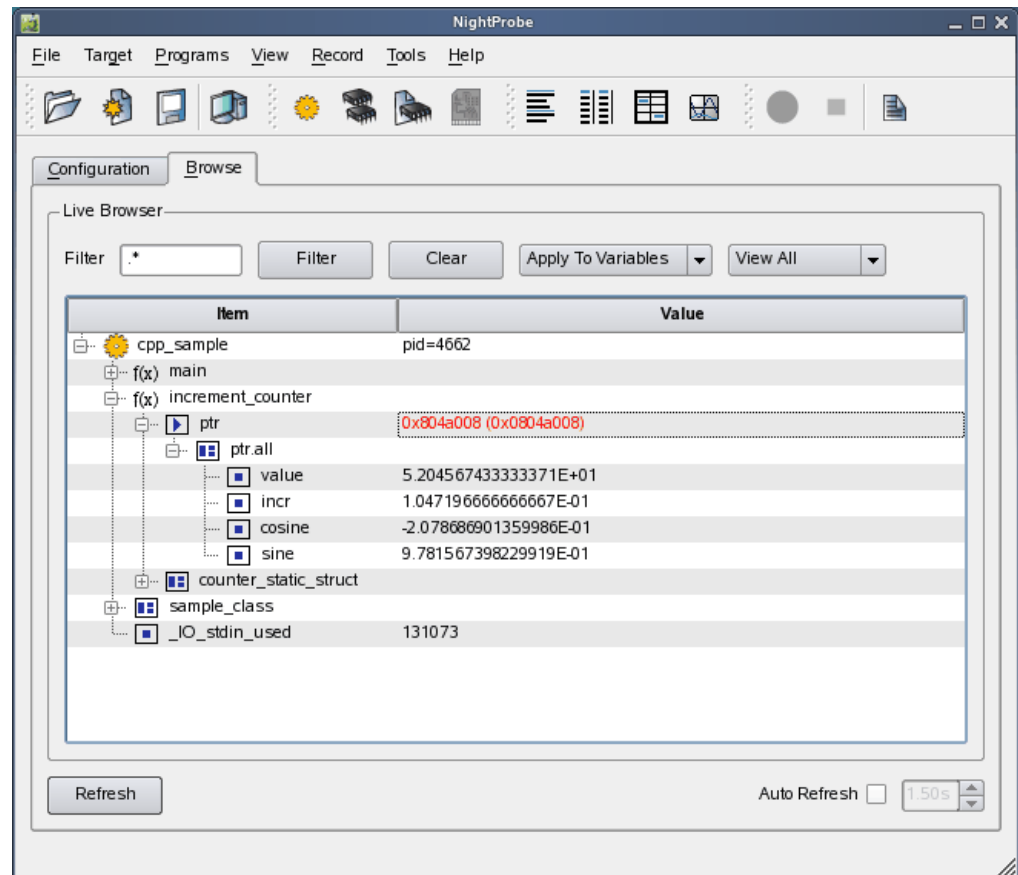 NightProbe
File Target Programs View Record Tools Help
Configuration Browse
Live Browser
Filter .* Filter Clear Apply To Variables View All
Item Value
cpp_sample pid=4662
f(x) main
f(x) increment_counter
ptr 0x804a008 (0x0804a008)
ptr.all
value 5.204567433333371E+01
incr 1.047196666666667E-01
cosine -2.078686901359986E-01
sine 9.781567398229919E-01
counter_static_struct
sample_class
_IO_stdin_used 131073
Refresh Auto Refresh 1.50s